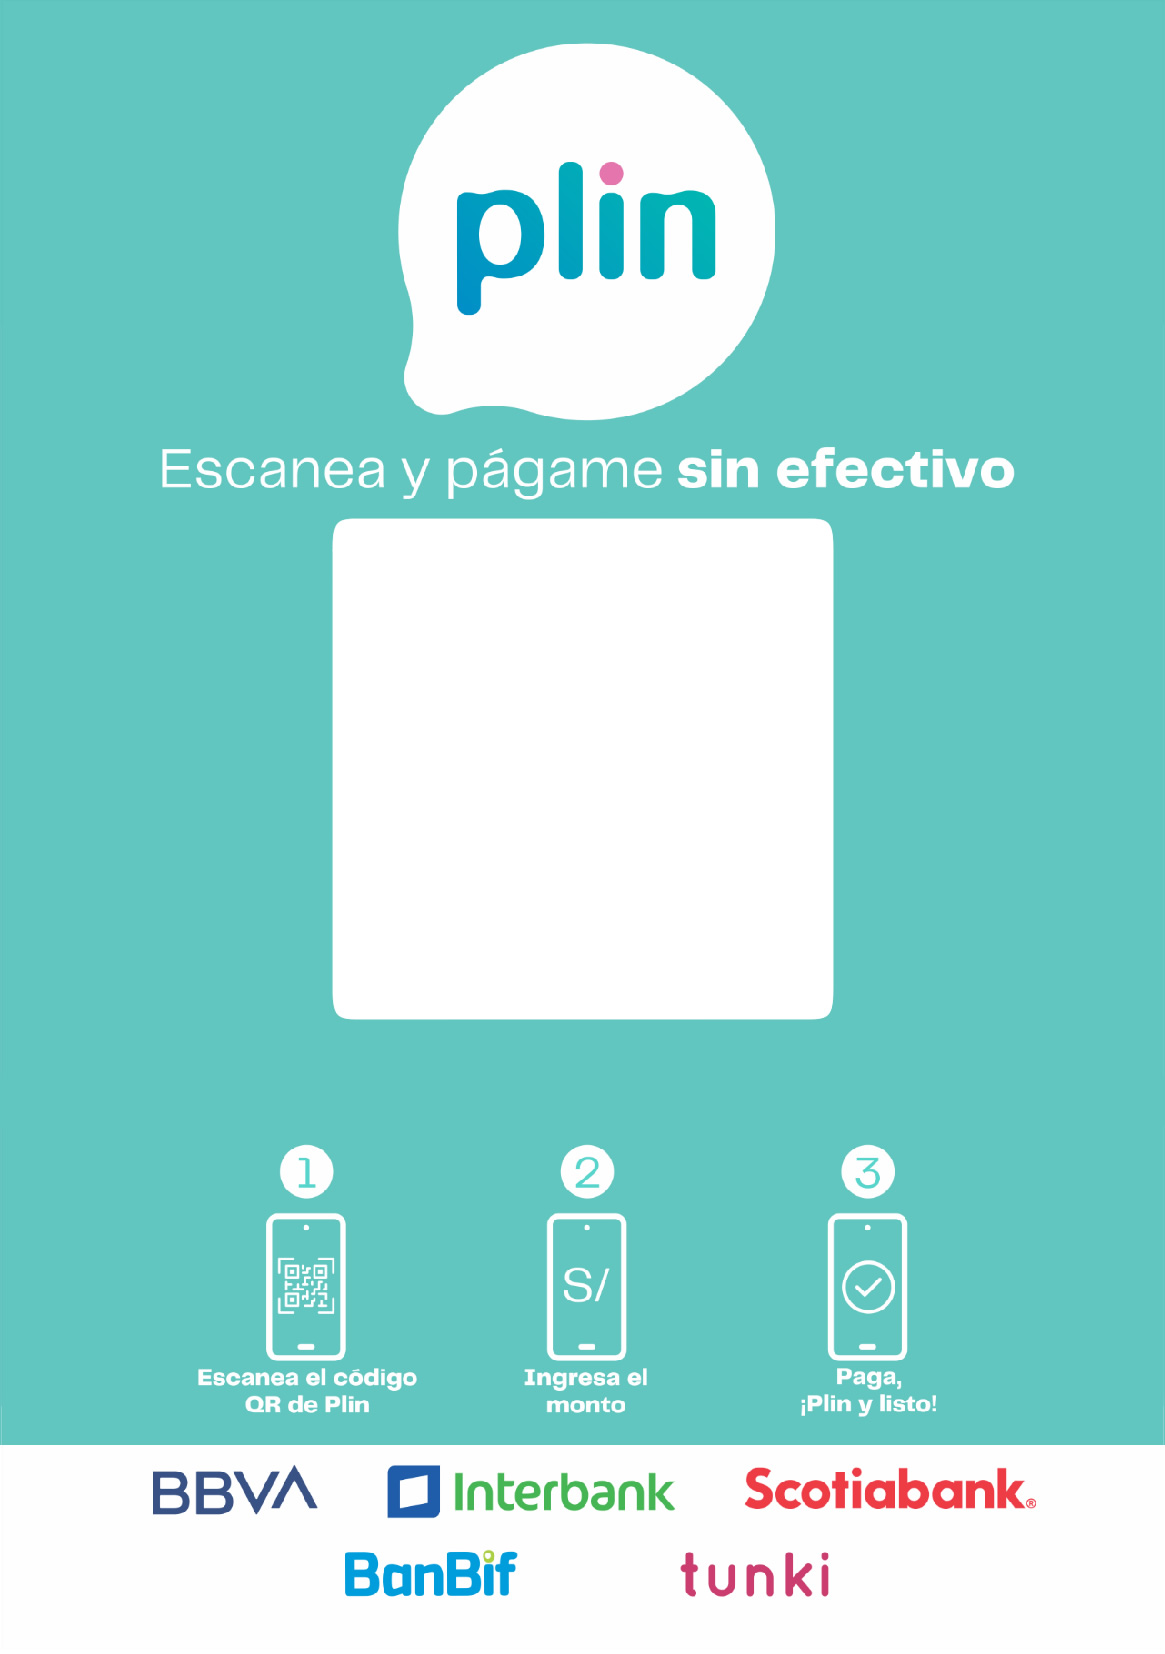 plin
Escanea y págame sin efectivo
1
2
3
S/
Escanea el código
QR de Plin
Ingresa el
monto
Paga,
¡Plin y listo!
BBVA
Interbank
Scotiabank®
BanBif
tunki